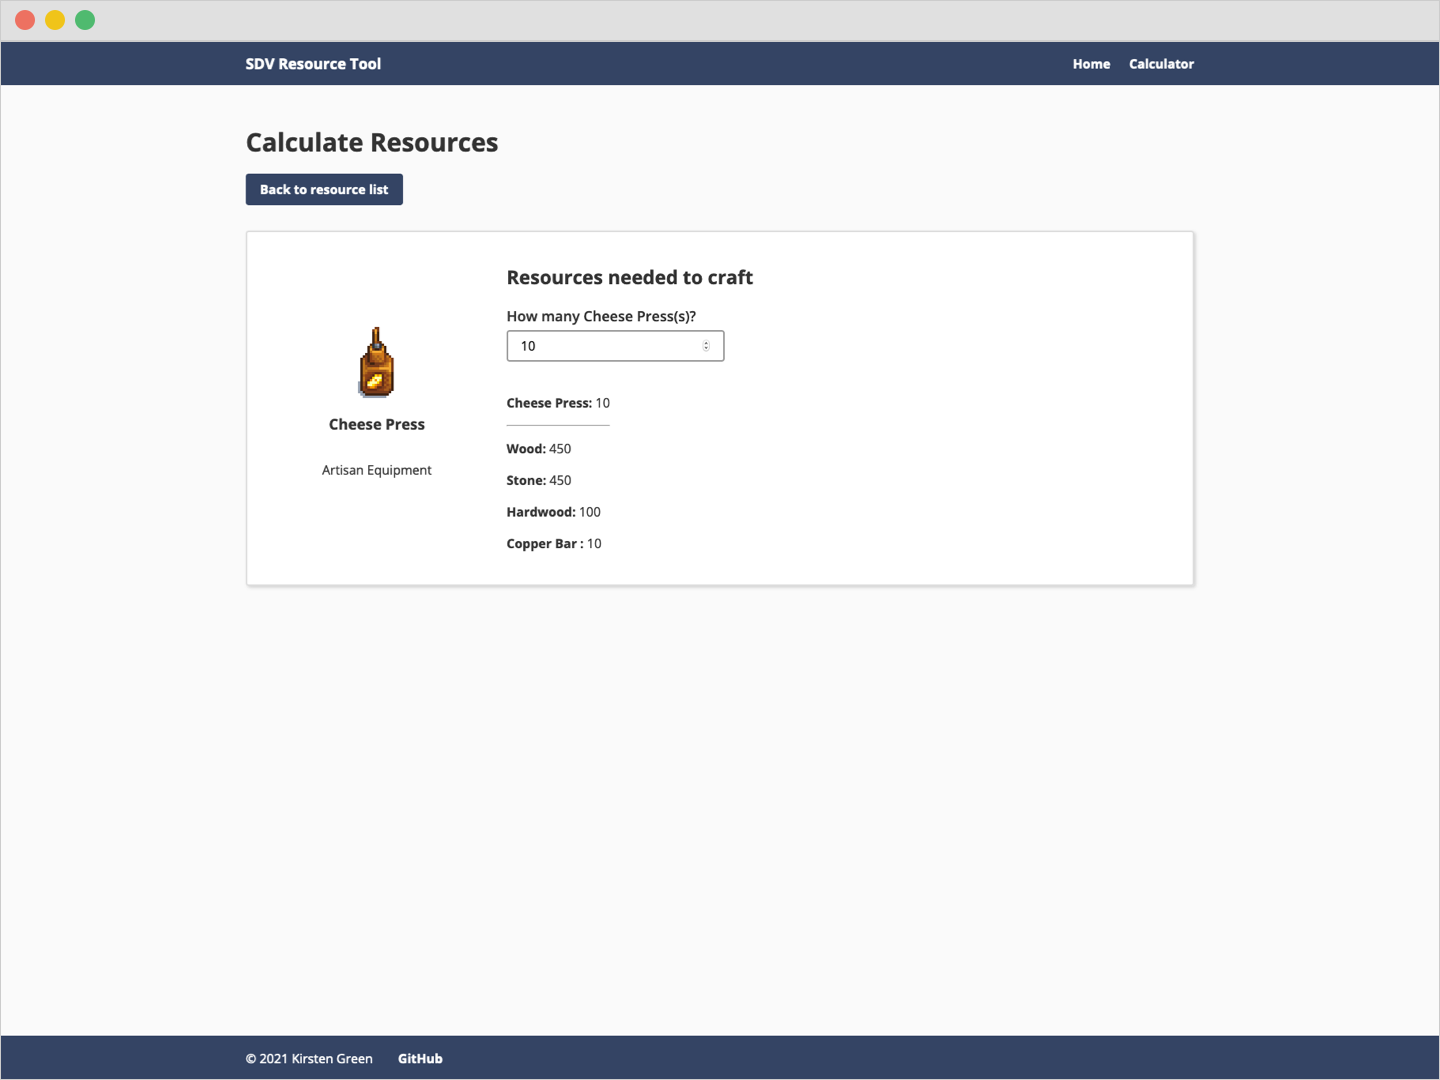 SDV Resource Tool
Home
Calculator
Calculate Resources
Back to resource list
Resources needed to craft
How many Cheese Press(s)?
10
Cheese Press
Artisan Equipment
Cheese Press: 10
Wood: 450
Stone: 450
Hardwood: 100
Copper Bar : 10
© 2021 Kirsten Green
GitHub